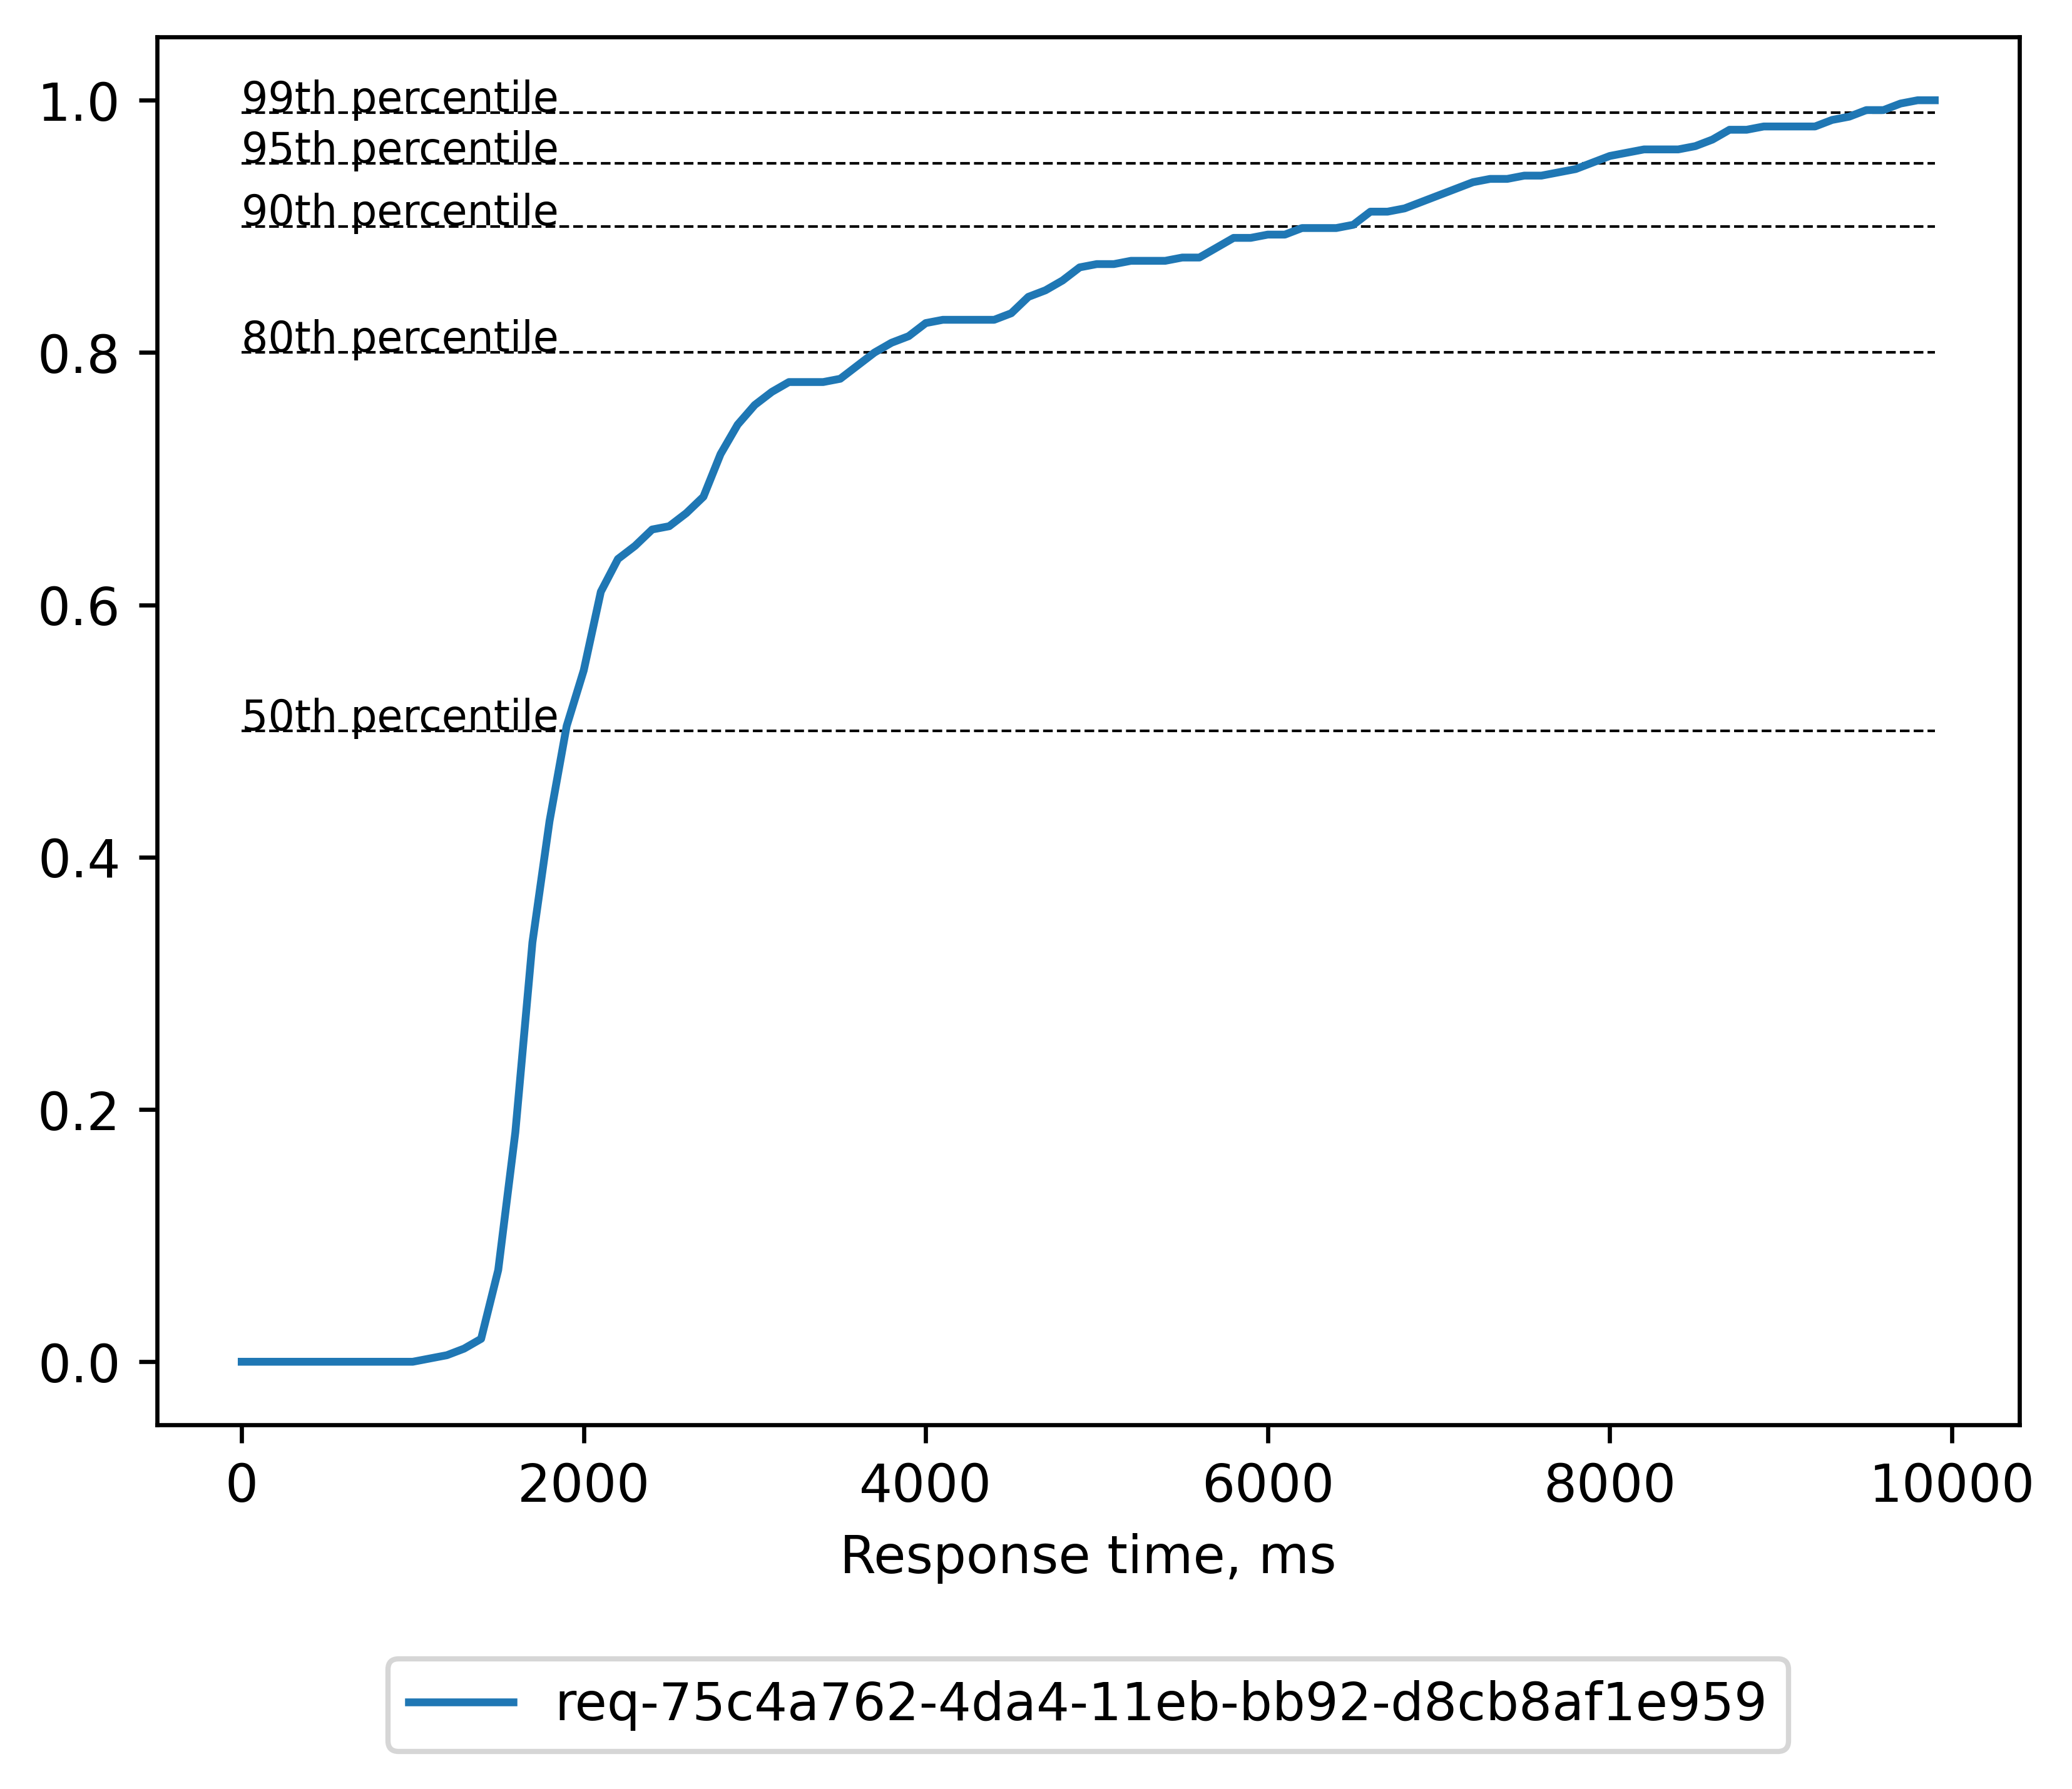 1.0
99th percentile
95th percentile
90th percentile
0.8
80th percentile
0.6
50th percentile
0.4
0.2
0.0
0 2000 4000 6000 8000 10000
Response time, ms
req-75c4a762-4da4-11eb-bb92-d8cb8af1e959